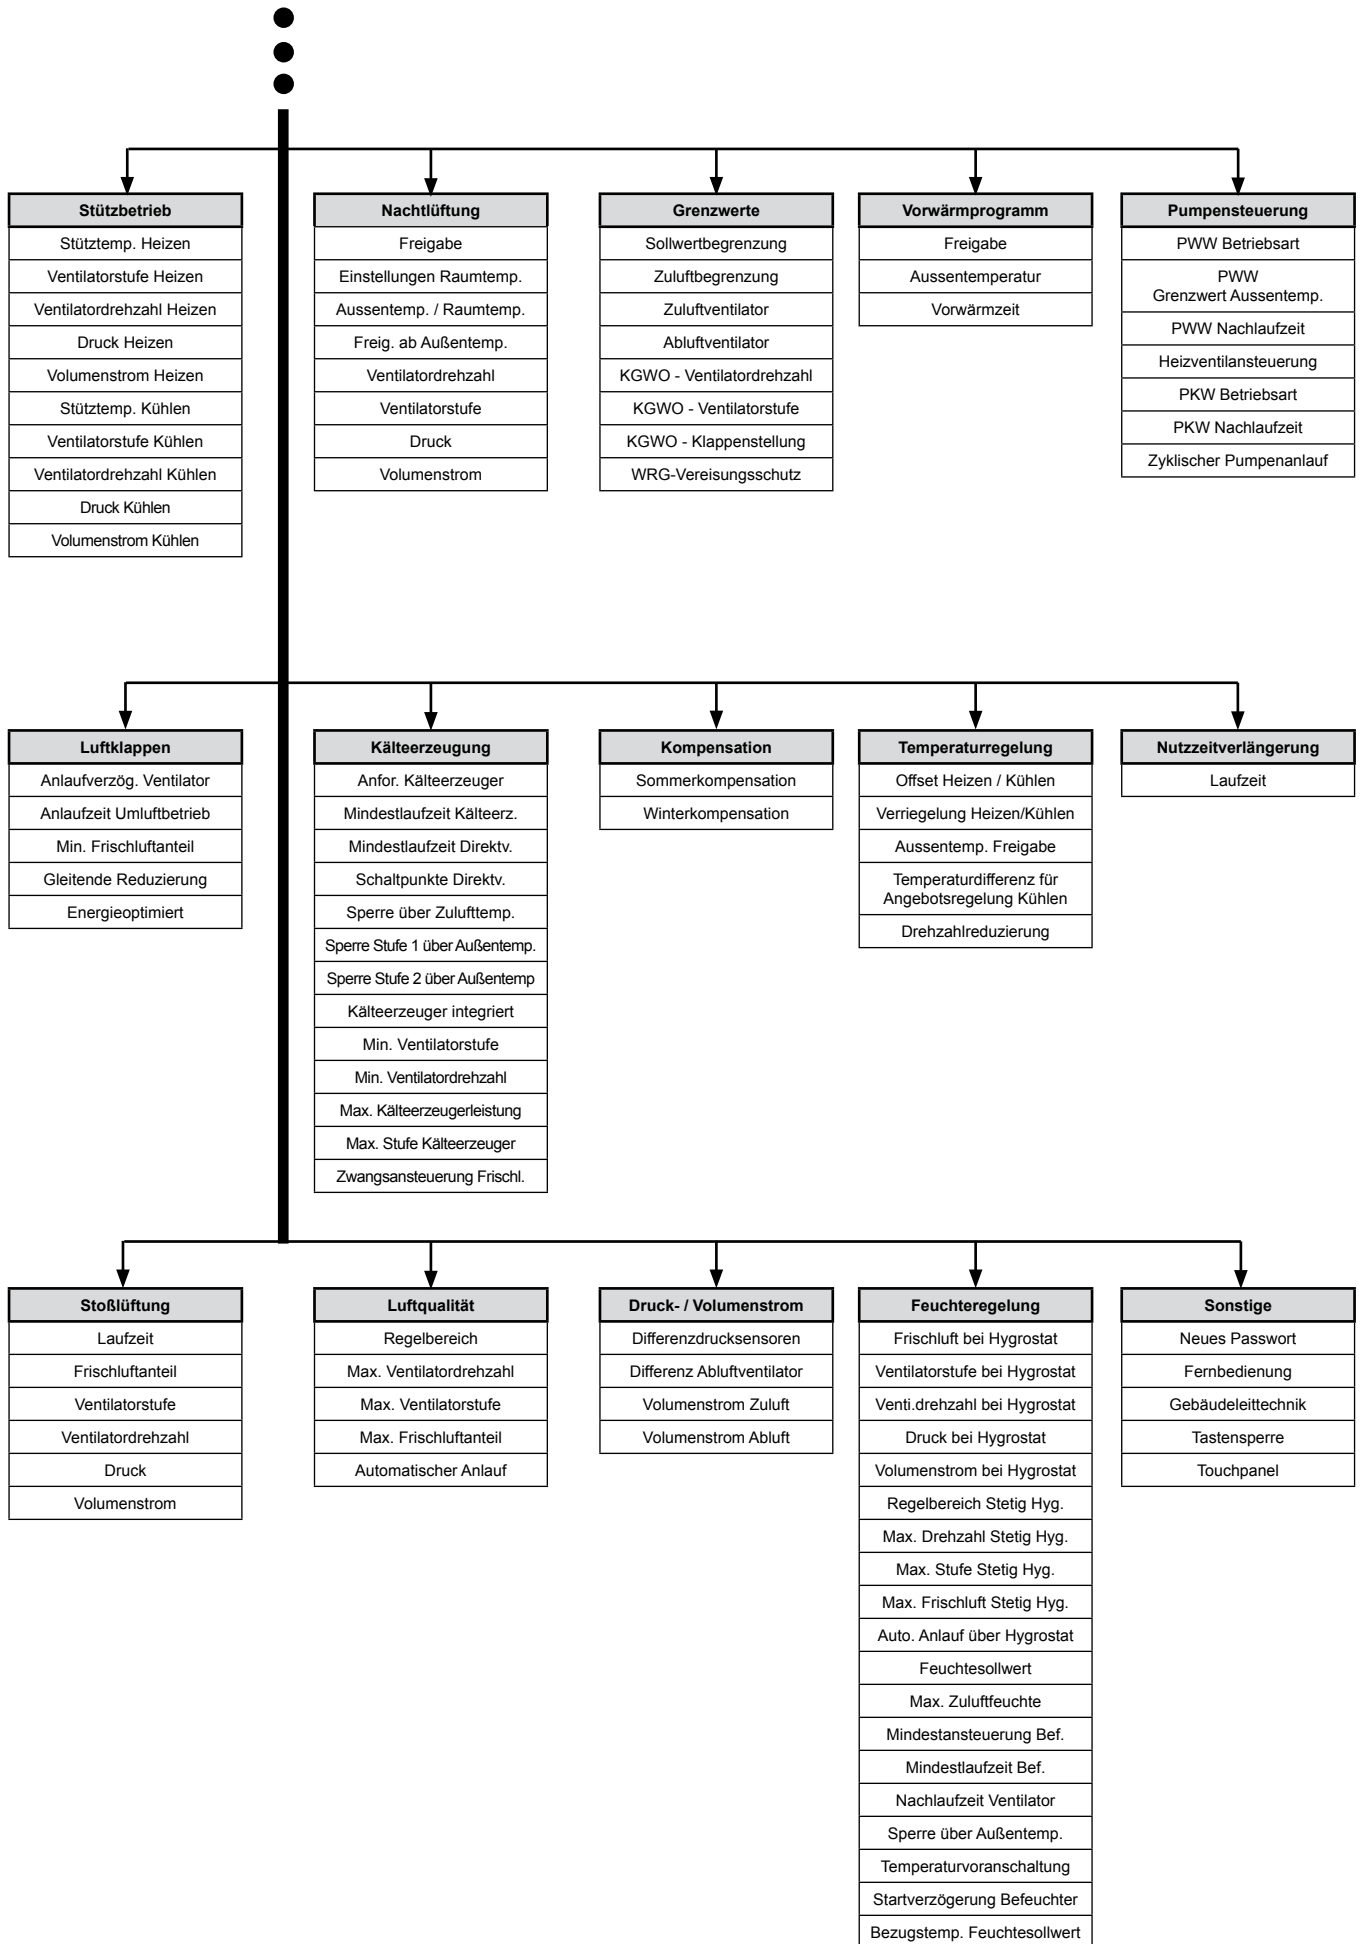 Stützbetrieb
Stütztemp. Heizen
Ventilatorstufe Heizen
Ventilatordrehzahl Heizen
Druck Heizen
Volumenstrom Heizen
Stütztemp. Kühlen
Ventilatorstufe Kühlen
Ventilatordrehzahl Kühlen
Druck Kühlen
Volumenstrom Kühlen
Nachtlüftung
Freigabe
Einstellungen Raumtemp.
Aussentemp. / Raumtemp.
Freig. ab Außentemp.
Ventilatordrehzahl
Ventilatorstufe
Druck
Volumenstrom
Grenzwerte
Sollwertbegrenzung
Zuluftbegrenzung
Zuluftventilator
Abluftventilator
KGWO - Ventilatordrehzahl
KGWO - Ventilatorstufe
KGWO - Klappenstellung
WRG-Vereisungsschutz
Vorwärmprogramm
Freigabe
Aussentemperatur
Vorwärmzeit
Pumpensteuerung
PWW Betriebsart
PWW
Grenzwert Aussentemp.
PWW Nachlaufzeit
Heizventilansteuerung
PKW Betriebsart
PKW Nachlaufzeit
Zyklischer Pumpenanlauf
Luftklappen
Anlaufverzög. Ventilator
Anlaufzeit Umluftbetrieb
Min. Frischluftanteil
Gleitende Reduzierung
Energieoptimiert
Kälteerzeugung
Anfor. Kälteerzeuger
Mindestlaufzeit Kälteerz.
Mindestlaufzeit Direktv.
Schaltpunkte Direktv.
Sperre über Zulufttemp.
Sperre Stufe 1 über Außentemp.
Sperre Stufe 2 über Außentemp
Kälteerzeuger integriert
Min. Ventilatorstufe
Min. Ventilatordrehzahl
Max. Kälteerzeugerleistung
Max. Stufe Kälteerzeuger
Zwangsansteuerung Frischl.
Kompensation
Sommerkompensation
Winterkompensation
Temperaturregelung
Offset Heizen / Kühlen
Verriegelung Heizen/Kühlen
Aussentemp. Freigabe
Temperaturdifferenz für
Angebotsregelung Kühlen
Drehzahlreduzierung
Nutzzeitverlängerung
Laufzeit
Stoßlüftung
Laufzeit
Frischluftanteil
Ventilatorstufe
Ventilatordrehzahl
Druck
Volumenstrom
Luftqualität
Regelbereich
Max. Ventilatordrehzahl
Max. Ventilatorstufe
Max. Frischluftanteil
Automatischer Anlauf
Druck- / Volumenstrom
Differenzdrucksensoren
Differenz Abluftventilator
Volumenstrom Zuluft
Volumenstrom Abluft
Feuchteregelung
Frischluft bei Hygrostat
Ventilatorstufe bei Hygrostat
Venti.drehzahl bei Hygrostat
Druck bei Hygrostat
Volumenstrom bei Hygrostat
Regelbereich Stetig Hyg.
Max. Drehzahl Stetig Hyg.
Max. Stufe Stetig Hyg.
Max. Frischluft Stetig Hyg.
Auto. Anlauf über Hygrostat
Feuchtesollwert
Max. Zuluftfeuchte
Mindestansteuerung Bef.
Mindestlaufzeit Bef.
Nachlaufzeit Ventilator
Sperre über Außentemp.
Temperaturvoranschaltung
Startverzögerung Befeuchter
Bezugstemp. Feuchtesollwert
Sonstige
Neues Passwort
Fernbedienung
Gebäudeleittechnik
Tastensperre
Touchpanel